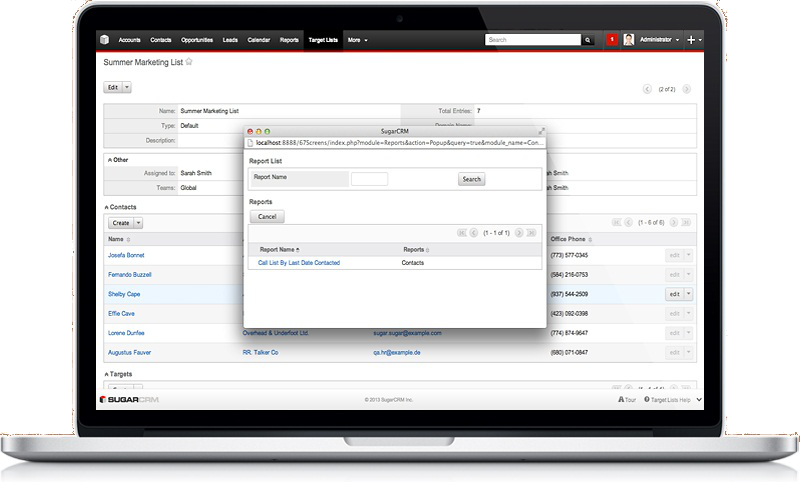 Accounts Contacts Opportunities Leads Calendar Reports Target Lists More Search 1 Administrator
Summer Marketing List
Edit (2 of 2)
Name: Summer Marketing List Total Entries: 7
Type: Default Domain Name:
Description:
SugarCRM
localhost:8888/67Screens/index.php?module=Reports&action=Popup&query=true&module_name=Con...
Report List
Report Name Search
Reports
Cancel
(1 - 1 of 1)
Report Name Reports
Call List By Last Date Contacted Contacts
Other
Assigned to: Sarah Smith Smith
Teams: Global
Contacts
Create (1 - 6 of 6)
Name Office Phone
Josefa Bonnet (773) 577-0345 edit
Fernando Buzzell (584) 216-0753 edit
Shelby Cape (937) 544-2509 edit
Effie Cave (423) 092-0398 edit
Lorene Dunfee Overhead & Underfoot Ltd. sugar.sugar@example.com (774) 874-9647 edit
Augustus Fauver RR. Talker Co qa.hr@example.de (680) 071-0847 edit
Targets
SUGARCRM © 2013 SugarCRM Inc. Tour Target Lists Help